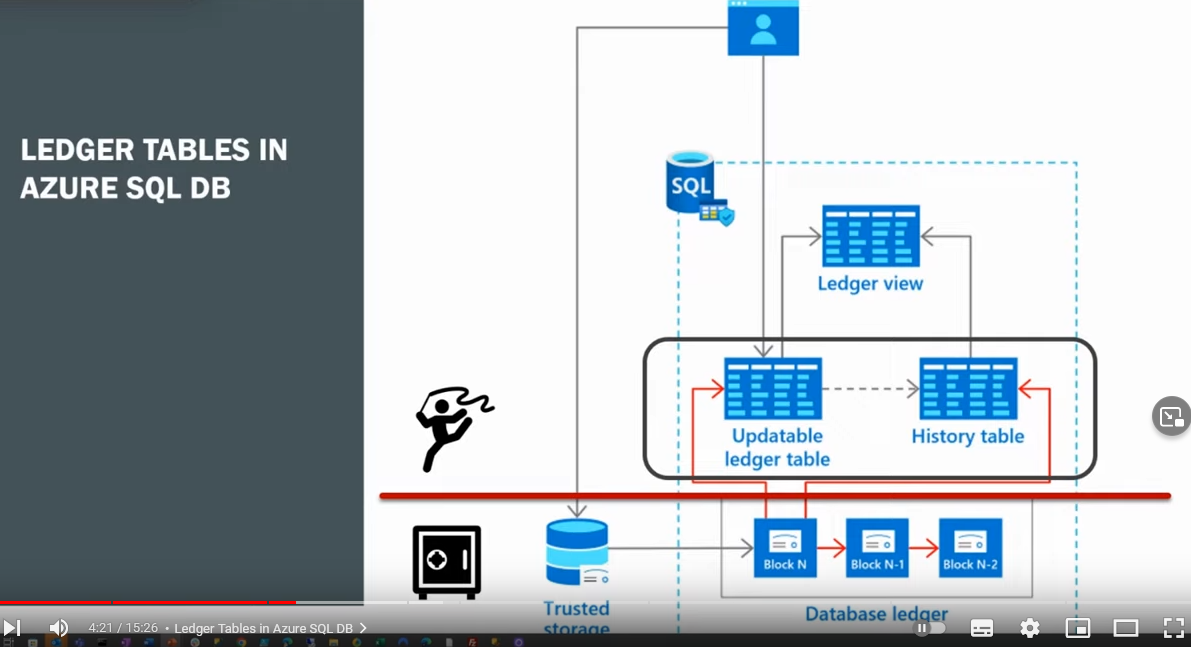 LEDGER TABLES IN
AZURE SQL DB
SQL
Ledger view
Updatable
ledger table
History table
Block N
Block N-1
Block N-2
Trusted
storage
Database ledger
4:21 / 15:26 • Ledger Tables in Azure SQL DB